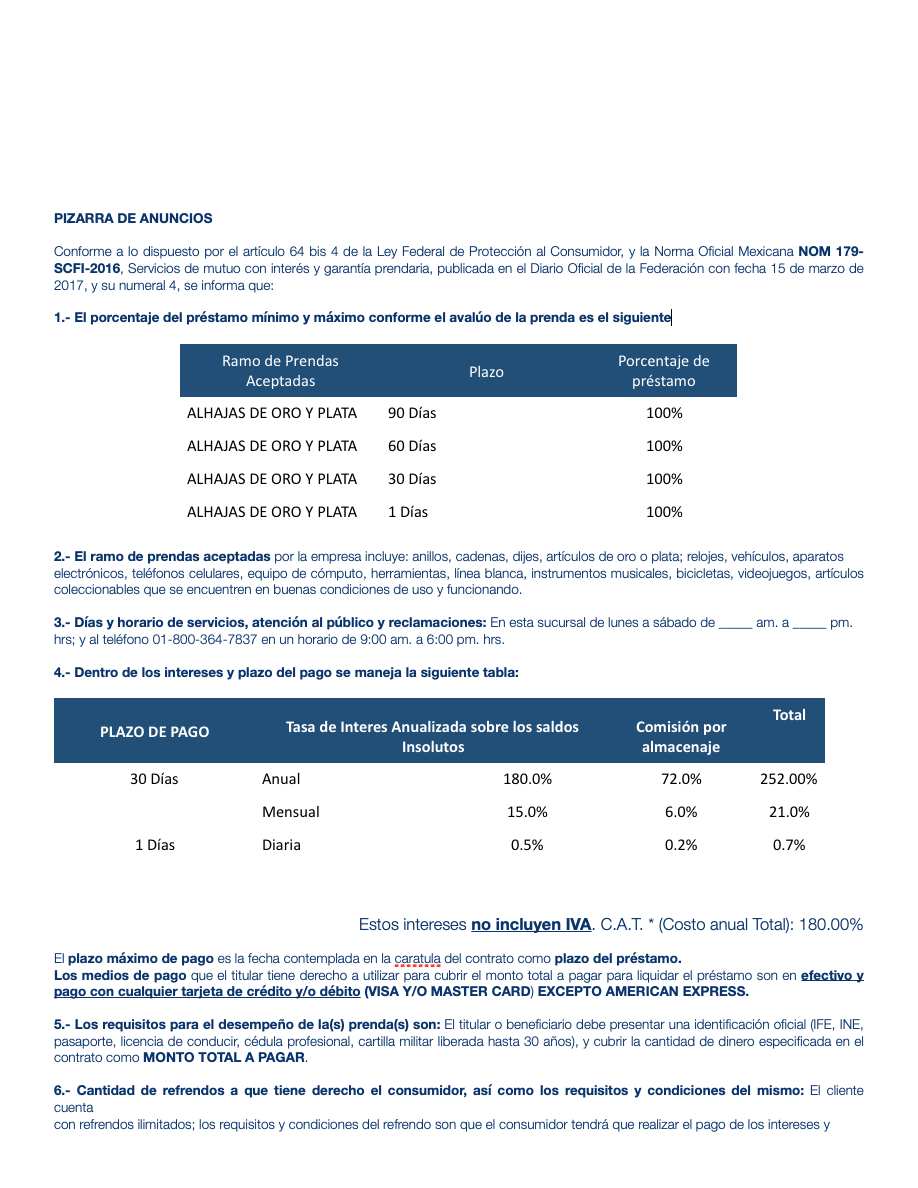 PIZARRA DE ANUNCIOS
Conforme a lo dispuesto por el artículo 64 bis 4 de la Ley Federal de Protección al Consumidor, y la Norma Oficial Mexicana NOM 179-
SCFI-2016, Servicios de mutuo con interés y garantía prendaria, publicada en el Diario Oficial de la Federación con fecha 15 de marzo de
2017, y su numeral 4, se informa que:
1.- El porcentaje del préstamo mínimo y máximo conforme el avalúo de la prenda es el siguiente
Ramo de Prendas Aceptadas Plazo Porcentaje de préstamo
ALHAJAS DE ORO Y PLATA 90 Días 100%
ALHAJAS DE ORO Y PLATA 60 Días 100%
ALHAJAS DE ORO Y PLATA 30 Días 100%
ALHAJAS DE ORO Y PLATA 1 Días 100%
2.- El ramo de prendas aceptadas por la empresa incluye: anillos, cadenas, dijes, artículos de oro o plata; relojes, vehículos, aparatos
electrónicos, teléfonos celulares, equipo de cómputo, herramientas, línea blanca, instrumentos musicales, bicicletas, videojuegos, artículos
coleccionables que se encuentren en buenas condiciones de uso y funcionando.
3.- Días y horario de servicios, atención al público y reclamaciones: En esta sucursal de lunes a sábado de _____ am. a _____ pm.
hrs; y al teléfono 01-800-364-7837 en un horario de 9:00 am. a 6:00 pm. hrs.
4.- Dentro de los intereses y plazo del pago se maneja la siguiente tabla:
PLAZO DE PAGO Tasa de Interes Anualizada sobre los saldos Insolutos Comisión por almacenaje Total
30 Días Anual 180.0% 72.0% 252.00%
Mensual 15.0% 6.0% 21.0%
1 Días Diaria 0.5% 0.2% 0.7%
Estos intereses no incluyen IVA. C.A.T. * (Costo anual Total): 180.00%
El plazo máximo de pago es la fecha contemplada en la caratula del contrato como plazo del préstamo.
Los medios de pago que el titular tiene derecho a utilizar para cubrir el monto total a pagar para liquidar el préstamo son en efectivo y
pago con cualquier tarjeta de crédito y/o débito (VISA Y/O MASTER CARD) EXCEPTO AMERICAN EXPRESS.
5.- Los requisitos para el desempeño de la(s) prenda(s) son: El titular o beneficiario debe presentar una identificación oficial (IFE, INE,
pasaporte, licencia de conducir, cédula profesional, cartilla militar liberada hasta 30 años), y cubrir la cantidad de dinero especificada en el
contrato como MONTO TOTAL A PAGAR.
6.- Cantidad de refrendos a que tiene derecho el consumidor, así como los requisitos y condiciones del mismo: El cliente
cuenta
con refrendos ilimitados; los requisitos y condiciones del refrendo son que el consumidor tendrá que realizar el pago de los intereses y